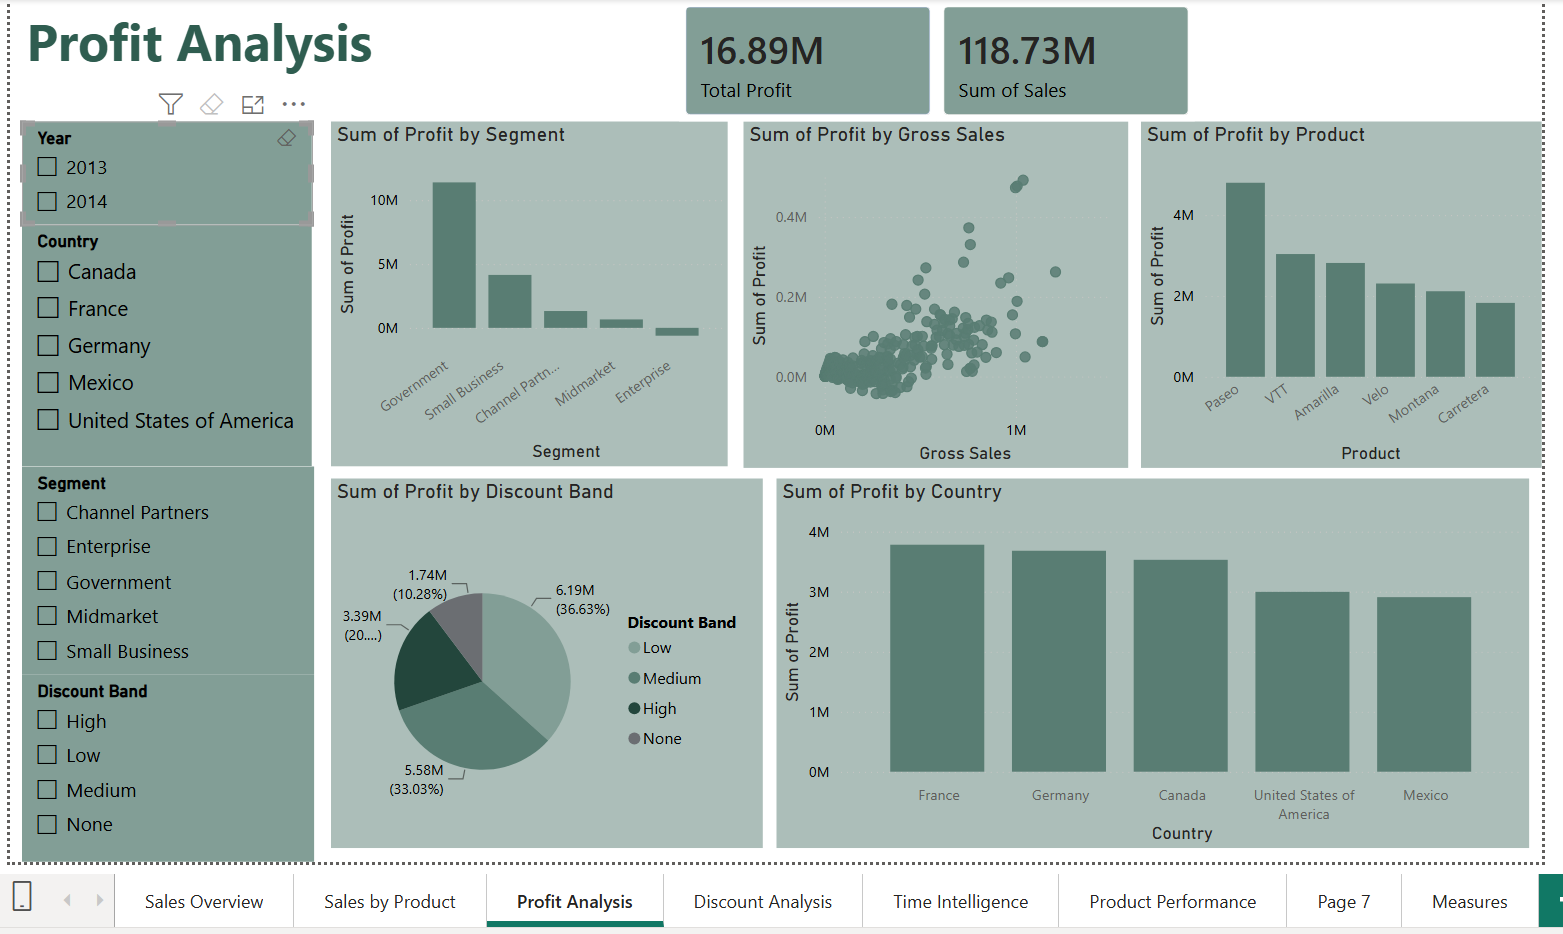 Profit Analysis
16.89M
Total Profit
118.73M
Sum of Sales
Year
2013
2014
Country
Canada
France
Germany
Mexico
United States of America
Segment
Channel Partners
Enterprise
Government
Midmarket
Small Business
Discount Band
High
Low
Medium
None
Sum of Profit by Segment
Sum of Profit
10M
5M
0M
Government
Small Business
Channel Partn...
Midmarket
Enterprise
Segment
Sum of Profit by Gross Sales
Sum of Profit
0.4M
0.2M
0.0M
0M
1M
Gross Sales
Sum of Profit by Product
Sum of Profit
4M
2M
0M
Paseo
VTT
Amarilla
Velo
Montana
Carretera
Product
Sum of Profit by Discount Band
1.74M
(10.28%)
6.19M
(36.63%)
3.39M
(20....)
5.58M
(33.03%)
Discount Band
Low
Medium
High
None
Sum of Profit by Country
Sum of Profit
4M
3M
2M
1M
0M
France
Germany
Canada
United States of
America
Mexico
Country
Sales Overview
Sales by Product
Profit Analysis
Discount Analysis
Time Intelligence
Product Performance
Page 7
Measures